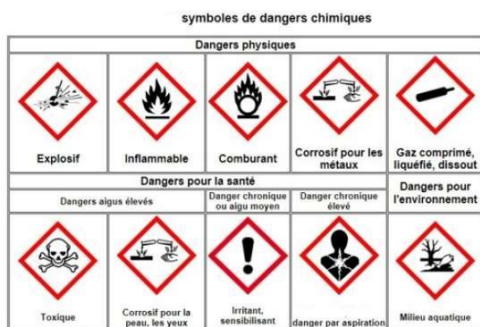 symboles de dangers chimiques
Dangers physiques
Explosif
Inflammable
Comburant
Corrosif pour les
métaux
Gaz comprimé,
liquéfié, dissout
Dangers pour la santé
Dangers pour
l'environnement
Dangers aigus élevés
Danger chronique
ou aigu moyen
Danger chronique
élevé
Toxique
Corrosif pour la
peau, les yeux
Irritant,
sensibilisant
danger par aspiration
Milieu aquatique